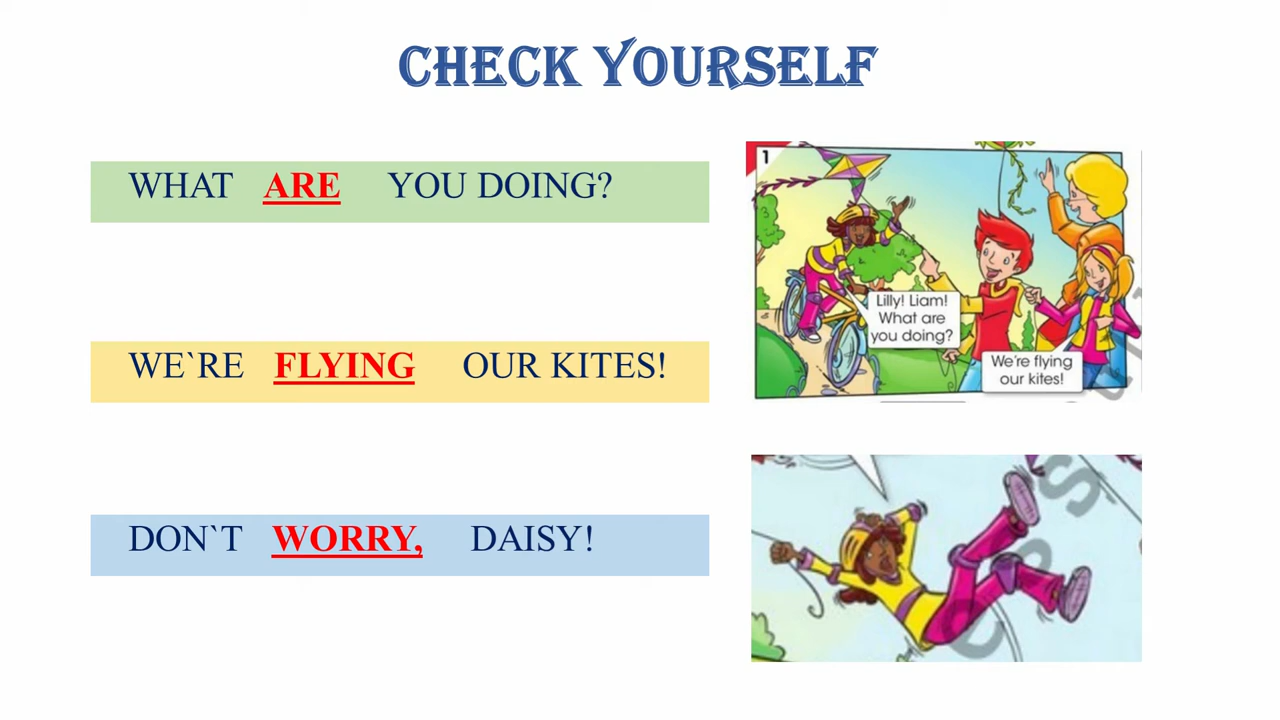 CHECK YOURSELF
WHAT ARE YOU DOING?
WE`RE FLYING OUR KITES!
DON`T WORRY, DAISY!
1
Lilly! Liam!
What are
you doing?
We're flying
our kites!